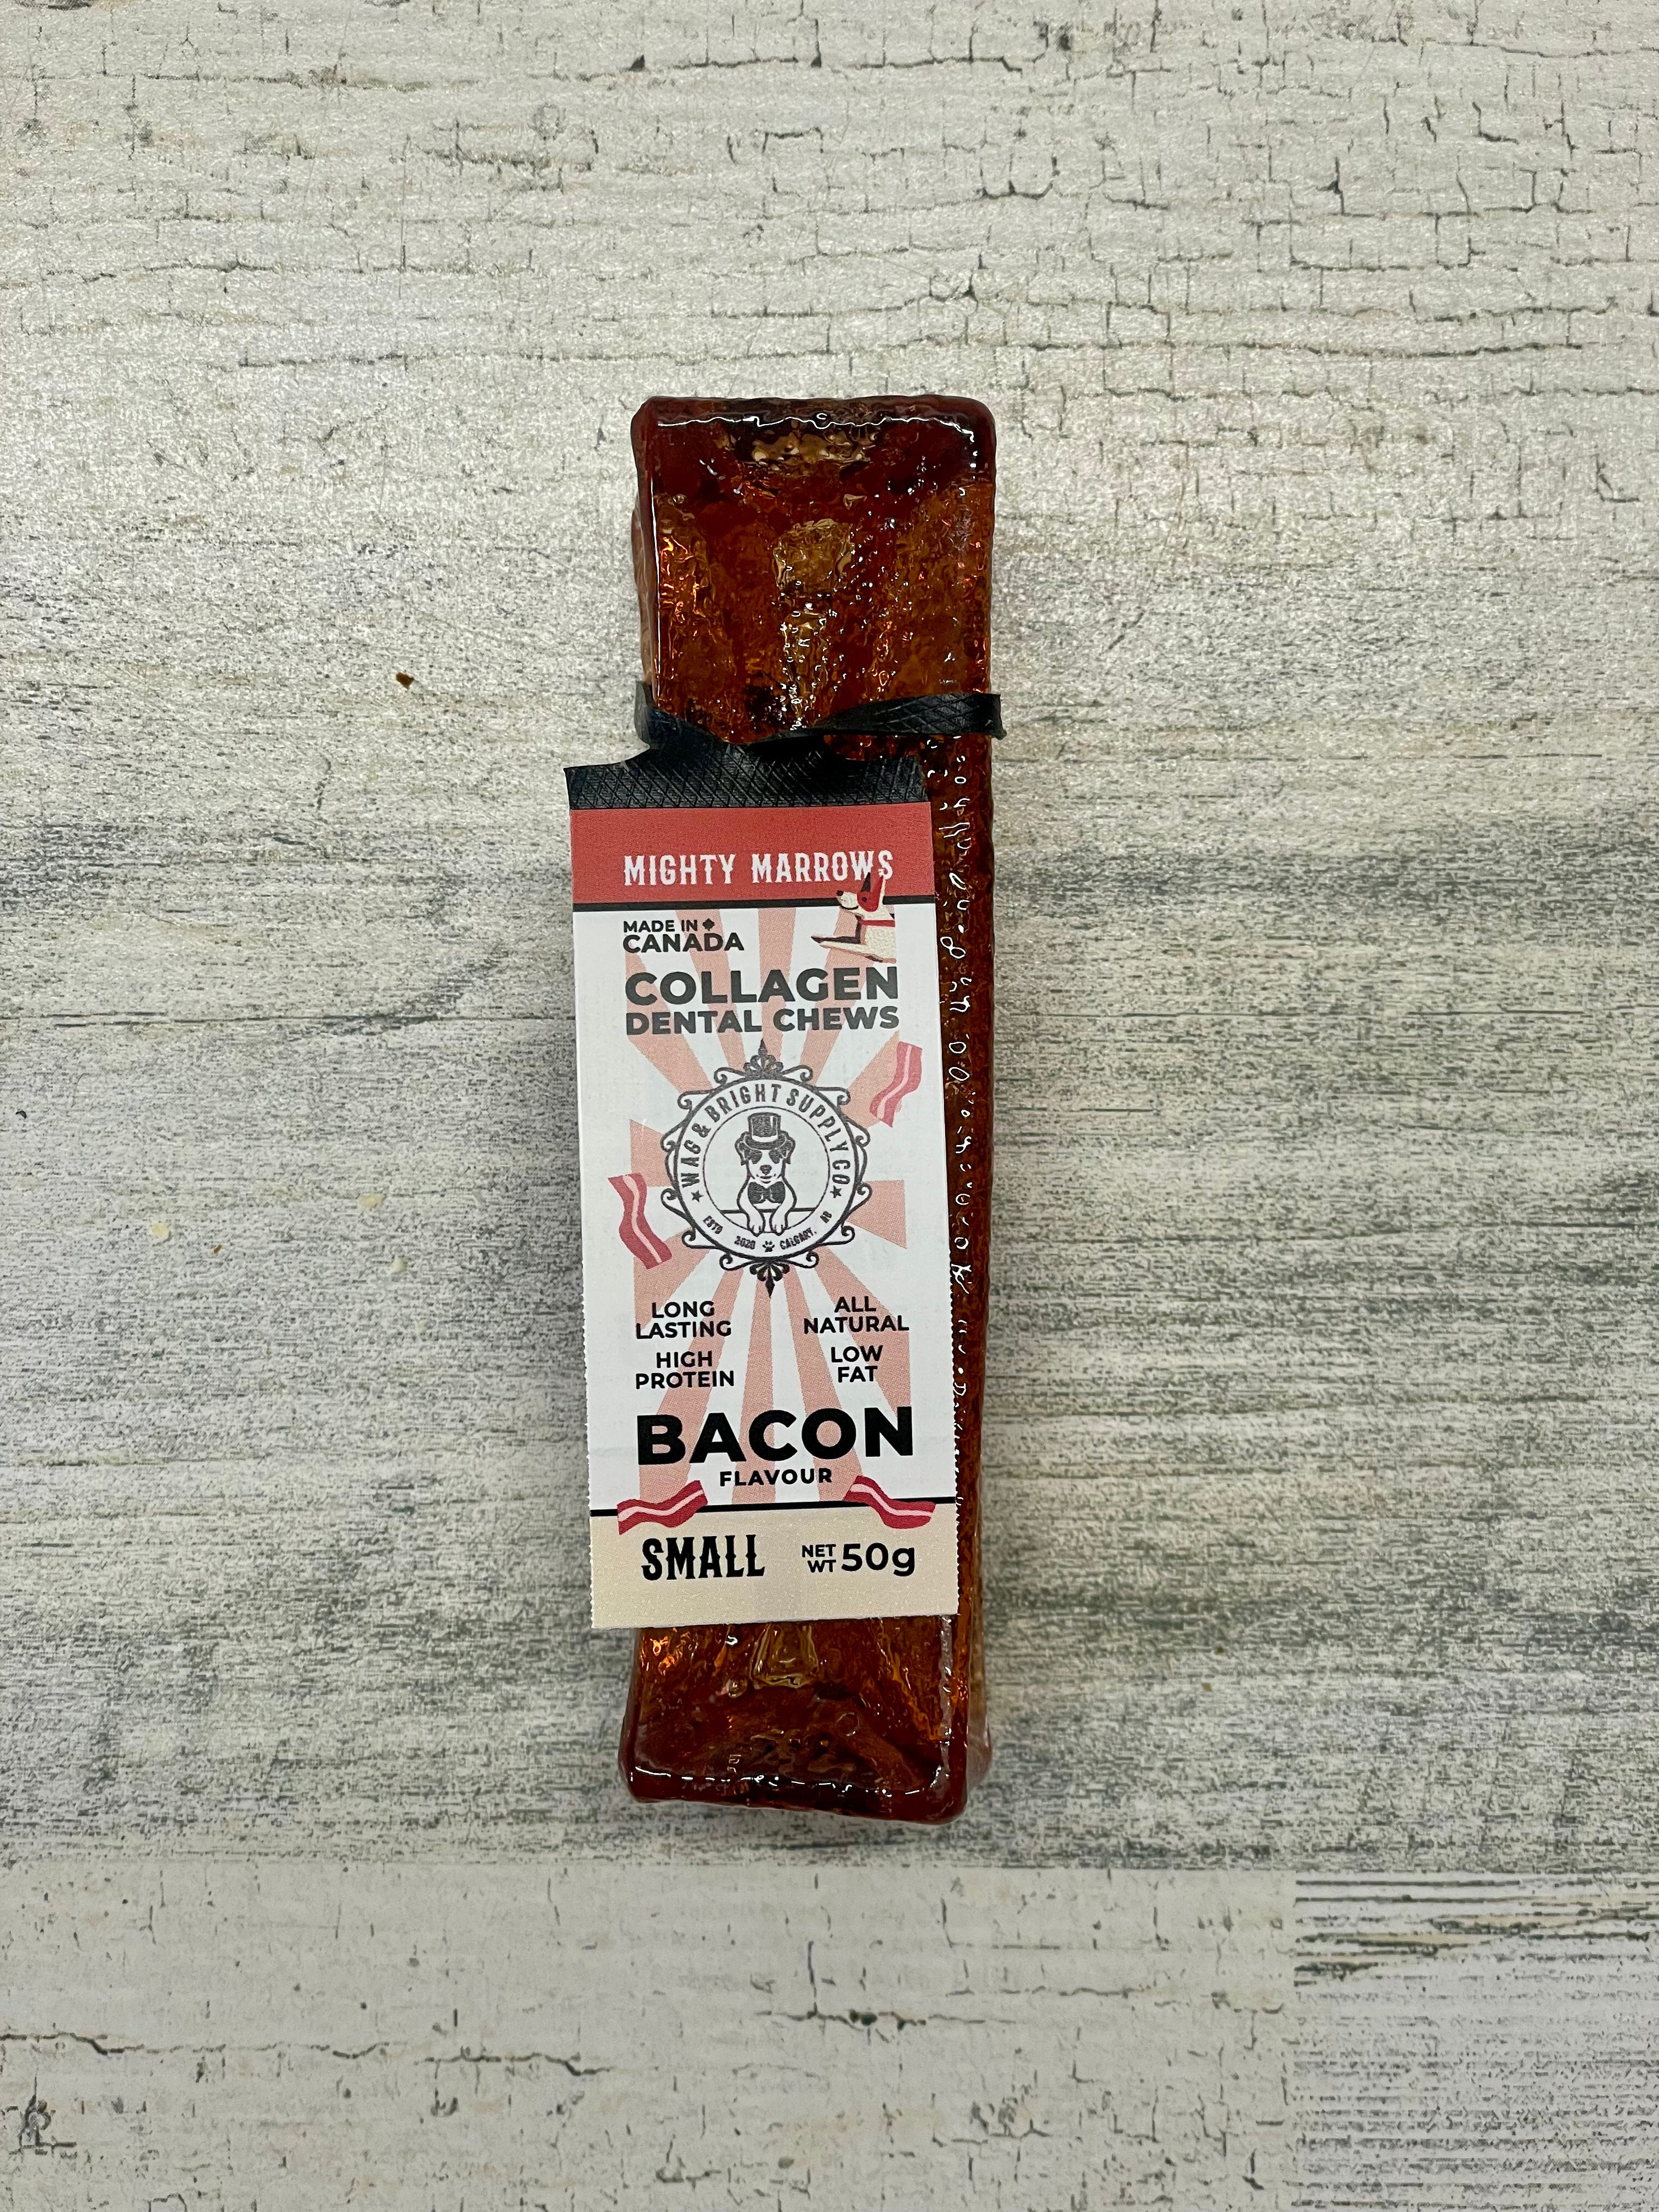 MIGHTY MARROWS
MADE IN
CANADA
COLLAGEN
DENTAL CHEWS
WAG & BRIGHT SUPPLY CO
ESTD 2020 CALGARY, AB
LONG
LASTING
HIGH
PROTEIN
ALL
NATURAL
LOW
FAT
BACON
FLAVOUR
SMALL
NET
WT 50g